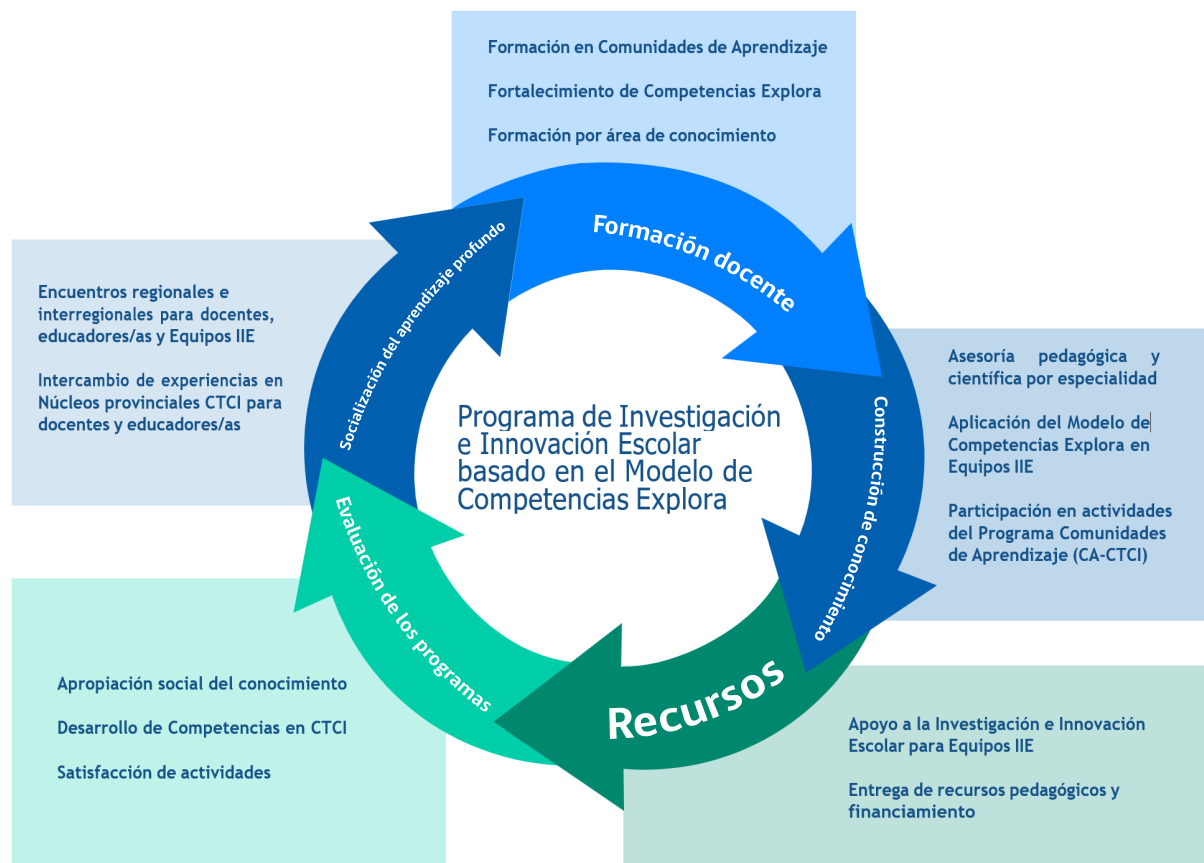 Formación en Comunidades de Aprendizaje
Fortalecimiento de Competencias Explora
Formación por área de conocimiento
Formación docente
Asesoría pedagógica y
científica por especialidad
Aplicación del Modelo de
Competencias Explora en
Equipos IIE
Participación en actividades
del Programa Comunidades
de Aprendizaje (CA-CTCI)
Construcción de conocimiento
Recursos
Apoyo a la Investigación e Innovación
Escolar para Equipos IIE
Entrega de recursos pedagógicos y
financiamiento
Evaluación de los programas
Apropiación social del conocimiento
Desarrollo de Competencias en CTCI
Satisfacción de actividades
Socialización del aprendizaje profundo
Encuentros regionales e
interregionales para docentes,
educadores/as y Equipos IIE
Intercambio de experiencias en
Núcleos provinciales CTCI para
docentes y educadores/as
Programa de Investigación
e Innovación Escolar
basado en el Modelo de
Competencias Explora